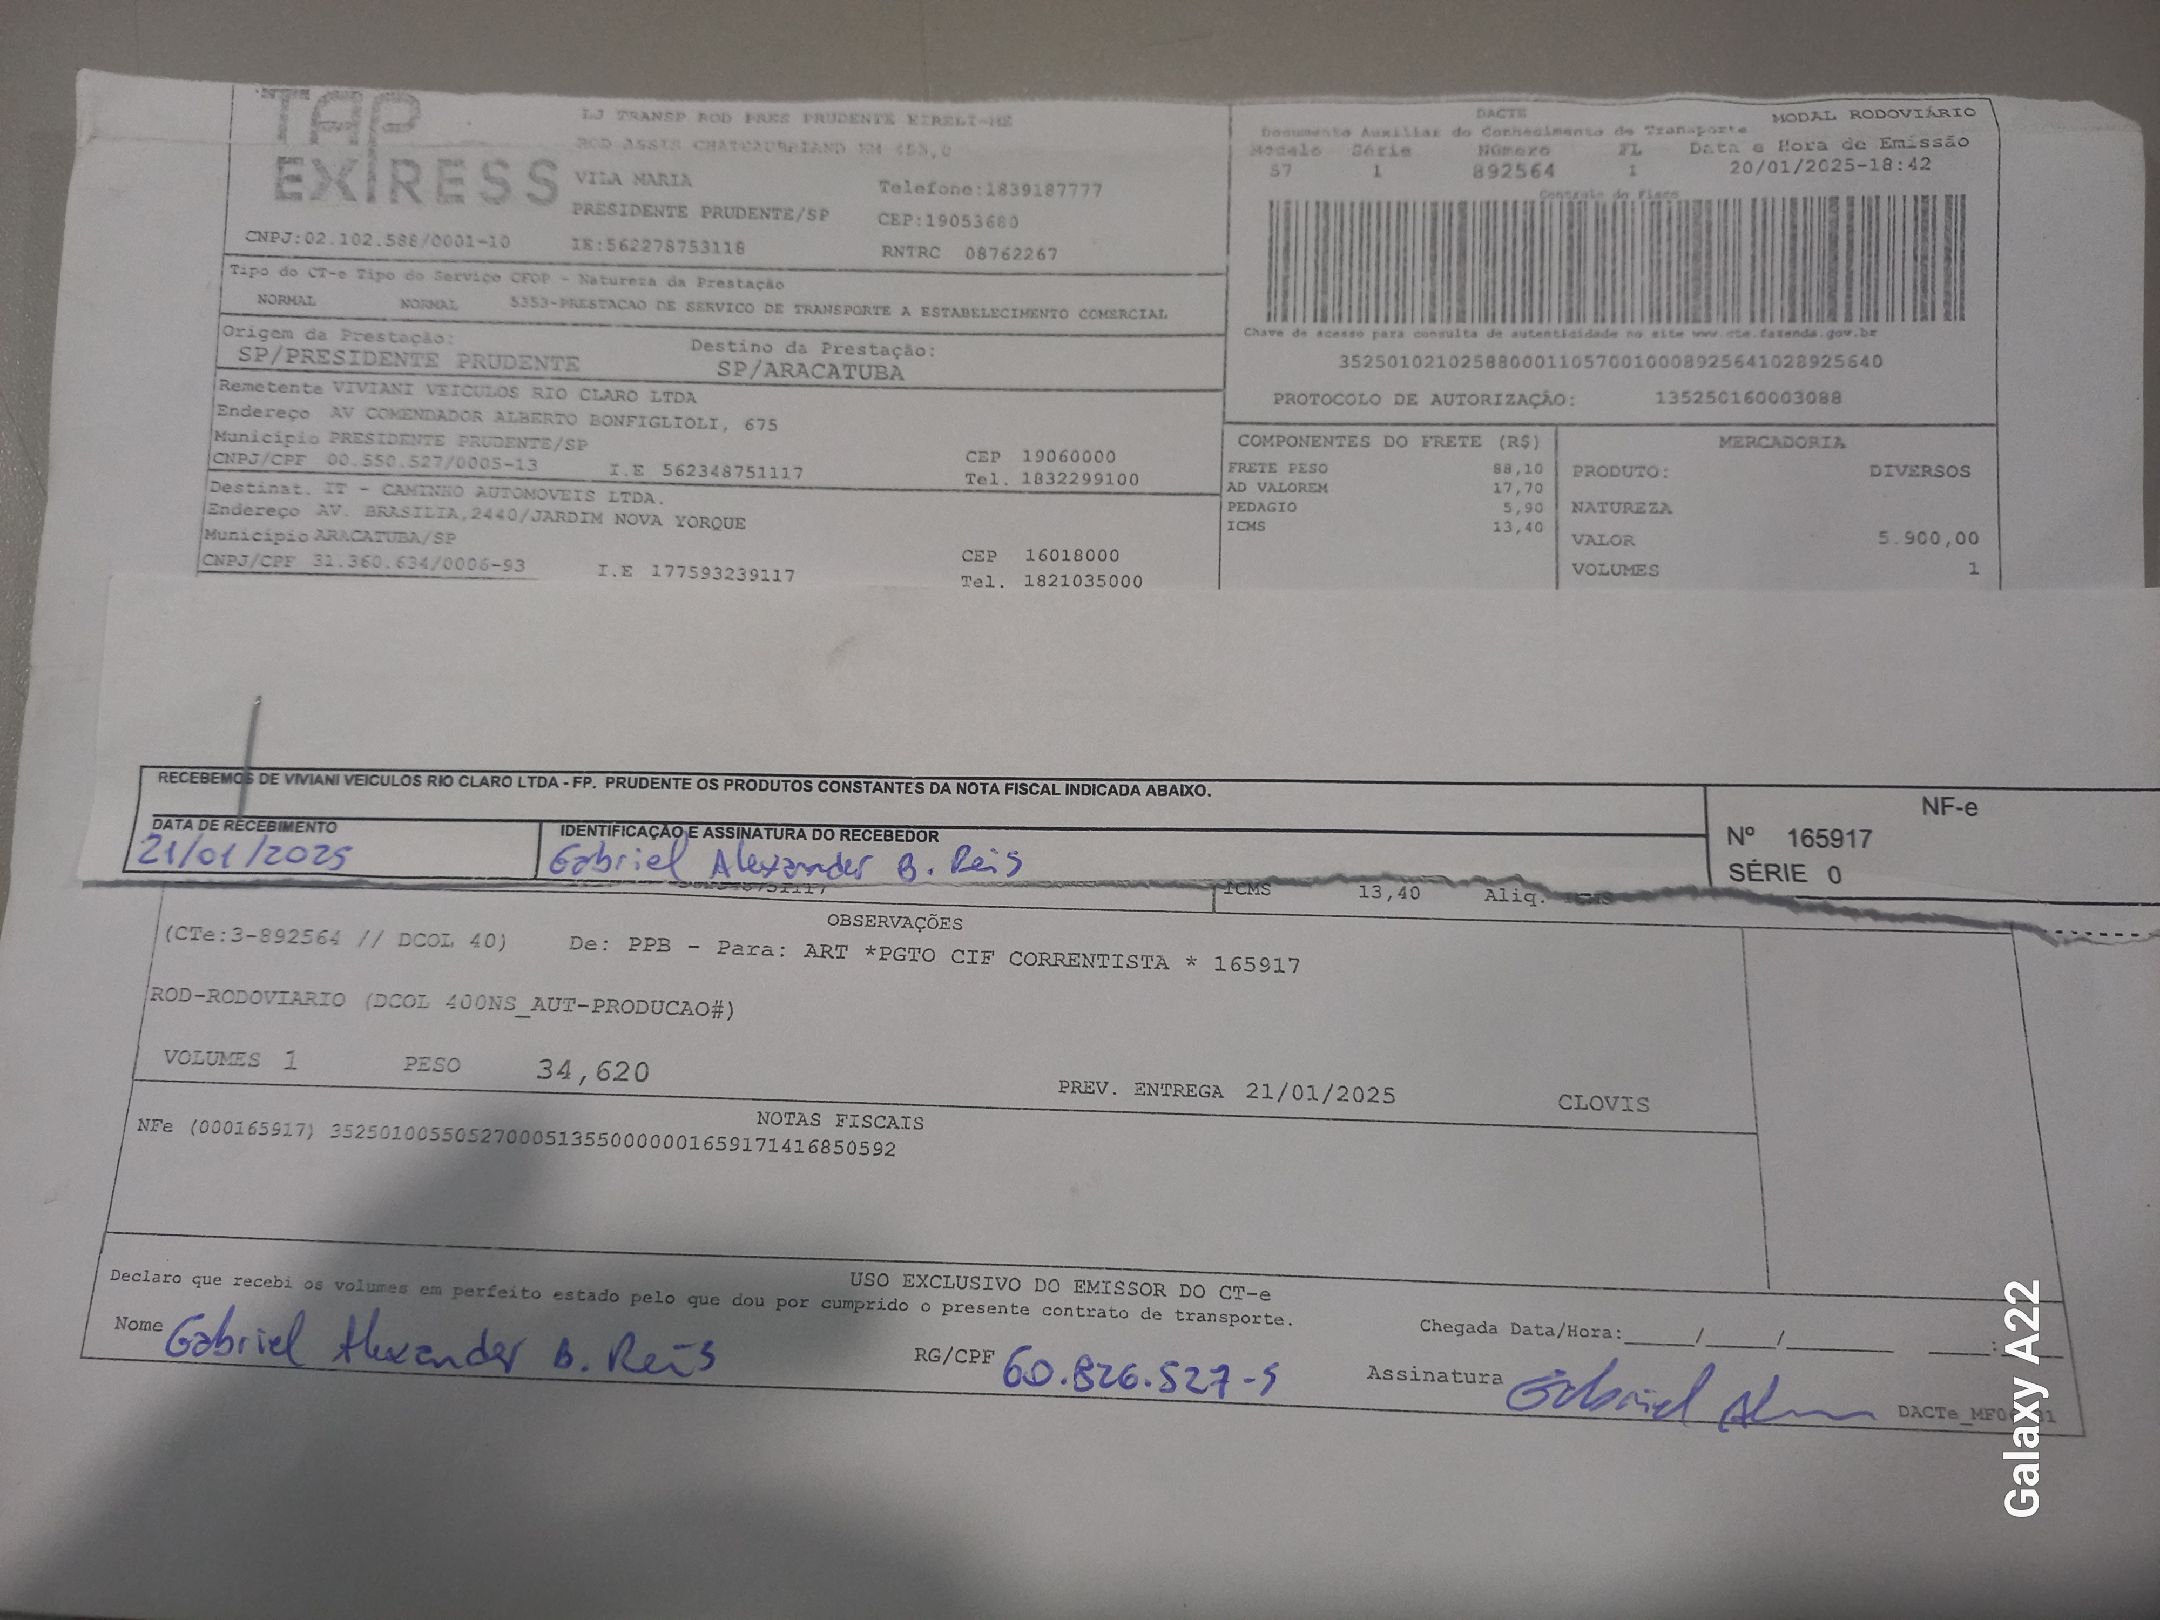 TAP
EXPRESS
LJ TRANSP ROD PRES PRUDENTE EIRELI-ME
ROD ASSIS CHATEAUBRIAND KM
VILA MARIA
Telefone:1839187777
PRESIDENTE PRUDENTE/SP
CEP:19053680
CNPJ:02.102.588/0001-10
IE:562278753118
RNTRC 08762267
DACTE
MODAL RODOVIÁRIO
Documento Auxiliar do Conhecimento de Transporte
Modelo Série Número FL Data e Hora de Emissão
57 1 892564 1 20/01/2025-18:42
Controle do Fisco
Chave de acesso para consulta de autenticidade no site www.cte.fazenda.gov.br
35250102102588000110570010008925641028925640
PROTOCOLO DE AUTORIZAÇÃO: 135250160003088
Tipo do CT-e Tipo do Serviço CFOP - Natureza da Prestação
NORMAL NORMAL 5353-PRESTACAO DE SERVICO DE TRANSPORTE A ESTABELECIMENTO COMERCIAL
Origem da Prestação: Destino da Prestação:
SP/PRESIDENTE PRUDENTE SP/ARACATUBA
Remetente VIVIANI VEICULOS RIO CLARO LTDA
Endereço AV COMENDADOR ALBERTO BONFIGLIOLI, 675
Município PRESIDENTE PRUDENTE/SP CEP 19060000
CNPJ/CPF 00.550.527/0005-13 I.E 562348751117 Tel. 1832299100
Destinat. IT - CAMINHO AUTOMOVEIS LTDA.
Endereço AV. BRASILIA,2440/JARDIM NOVA YORQUE
Município ARACATUBA/SP CEP 16018000
CNPJ/CPF 31.360.634/0006-93 I.E 177593239117 Tel. 1821035000
COMPONENTES DO FRETE (R$)
FRETE PESO 88,10
AD VALOREM 17,70
PEDAGIO 5,90
ICMS 13,40
MERCADORIA
PRODUTO: DIVERSOS
NATUREZA
VALOR 5.900,00
VOLUMES 1
RECEBEMOS DE VIVIANI VEICULOS RIO CLARO LTDA - FP. PRUDENTE OS PRODUTOS CONSTANTES DA NOTA FISCAL INDICADA ABAIXO.
NF-e
Nº 165917
SÉRIE 0
DATA DE RECEBIMENTO
21/01/2025
IDENTIFICAÇÃO E ASSINATURA DO RECEBEDOR
Gabriel Alexander B. Reis
ICMS 13,40 Aliq.
OBSERVAÇÕES
(CTe:3-892564 // DCOL 40) De: PPB - Para: ART *PGTO CIF CORRENTISTA * 165917
ROD-RODOVIARIO (DCOL 400NS_AUT-PRODUCAO#)
VOLUMES 1 PESO 34,620
PREV. ENTREGA 21/01/2025 CLOVIS
NOTAS FISCAIS
NFe (000165917) 35250100550527000513550000001659171416850592
USO EXCLUSIVO DO EMISSOR DO CT-e
Declaro que recebi os volumes em perfeito estado pelo que dou por cumprido o presente contrato de transporte.
Chegada Data/Hora:_____/_____/_______ ____:____
Nome Gabriel Alexander B. Reis RG/CPF 60.826.527-5 Assinatura Gabriel
Galaxy A22